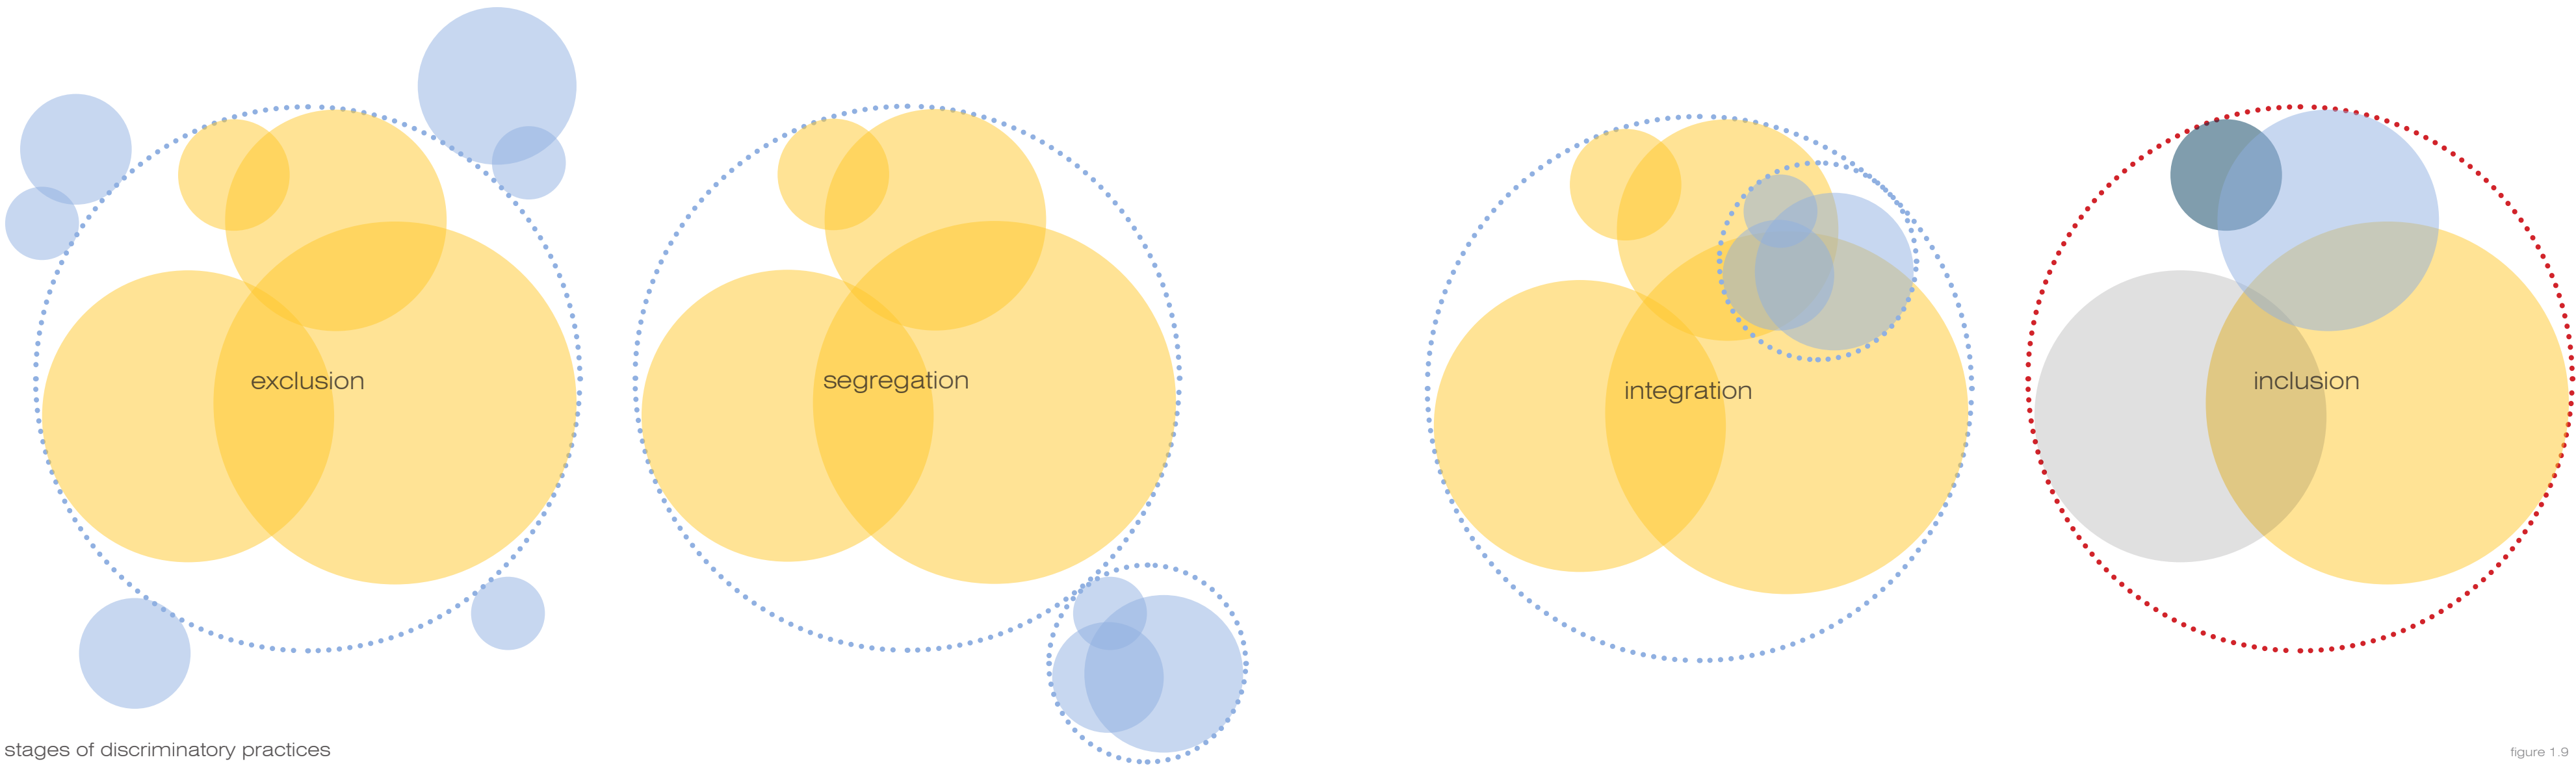 exclusion
segregation
integration
inclusion
stages of discriminatory practices
figure 1.9